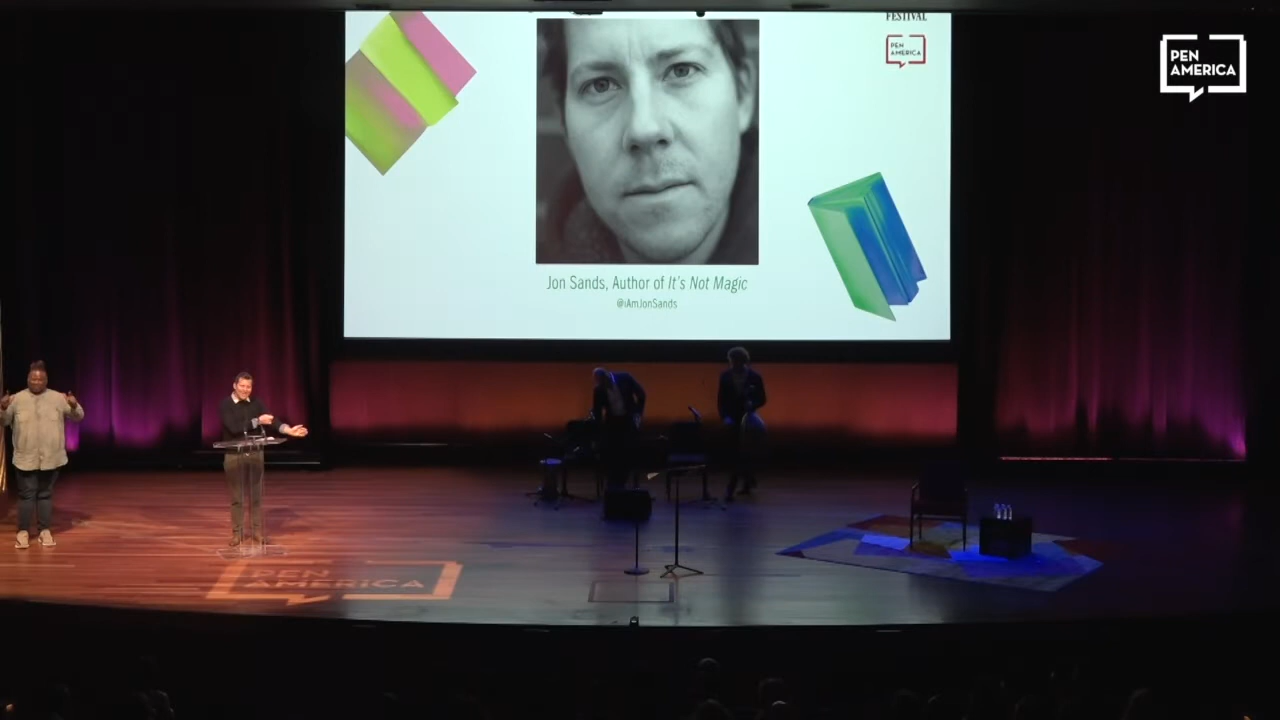 FESTIVAL
PEN
AMERICA
PEN
AMERICA
Jon Sands, Author of It's Not Magic
@iAmJonSands
PEN
AMERICA